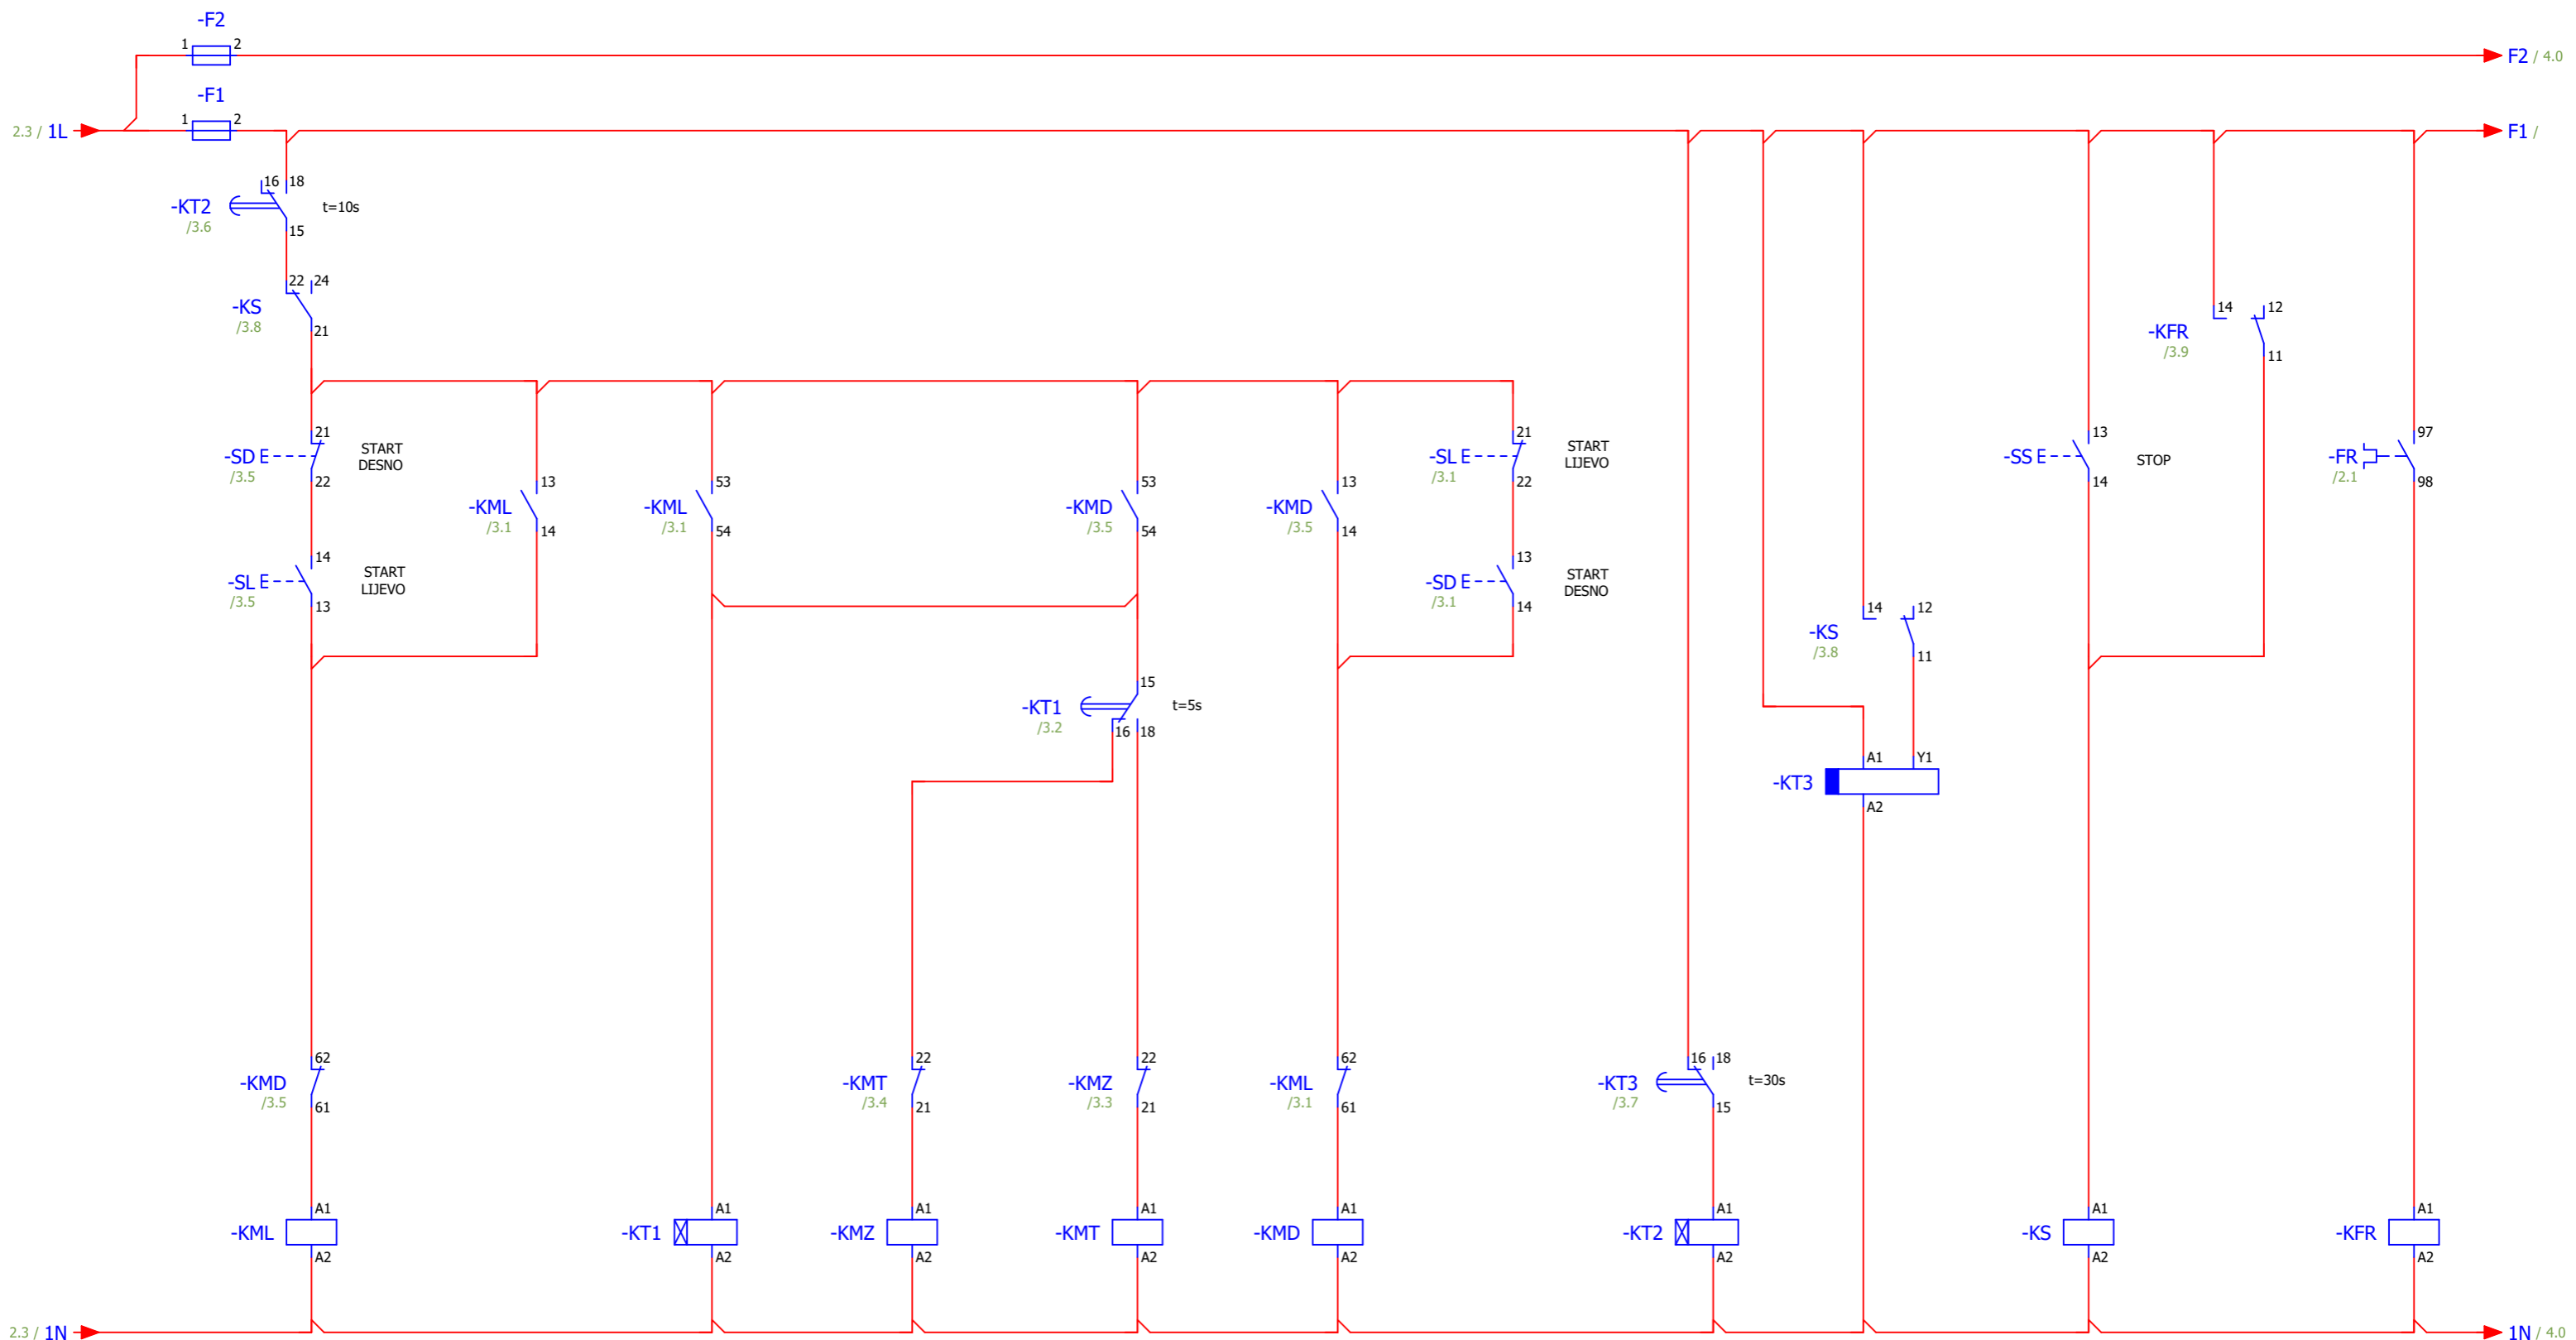 -F2
1 2
F2 / 4.0
-F1
2.3 / 1L
1 2
F1 /
16 18
-KT2
/3.6
t=10s
15
22 24
-KS
/3.8
21
14 12
-KFR
/3.9
11
21
-SD
/3.5
START
DESNO
22
13
-KML
/3.1
14
53
-KML
/3.1
54
53
-KMD
/3.5
54
13
-KMD
/3.5
14
21
-SL
/3.1
START
LIJEVO
22
13
-SS
STOP
14
97
-FR
/2.1
98
14
-SL
/3.5
START
LIJEVO
13
13
-SD
/3.1
START
DESNO
14
14 12
-KS
/3.8
11
15
-KT1
/3.2
t=5s
16 18
A1 Y1
-KT3
A2
62
-KMD
/3.5
61
22
-KMT
/3.4
21
22
-KMZ
/3.3
21
62
-KML
/3.1
61
16 18
-KT3
/3.7
t=30s
15
A1
-KML
A2
A1
-KT1
A2
A1
-KMZ
A2
A1
-KMT
A2
A1
-KMD
A2
A1
-KT2
A2
A1
-KS
A2
A1
-KFR
A2
2.3 / 1N
1N / 4.0